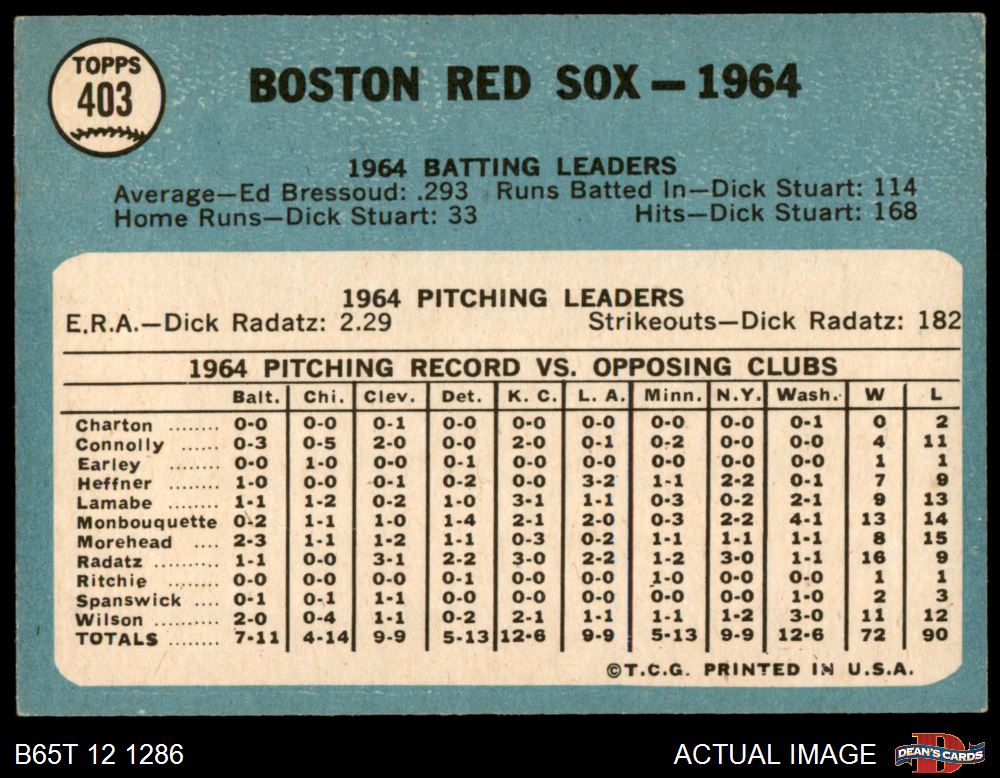 TOPPS
403
BOSTON RED SOX — 1964
1964 BATTING LEADERS
Average—Ed Bressoud: .293 Runs Batted In—Dick Stuart: 114
Home Runs—Dick Stuart: 33 Hits—Dick Stuart: 168
1964 PITCHING LEADERS
E.R.A.—Dick Radatz: 2.29 Strikeouts—Dick Radatz: 182
1964 PITCHING RECORD VS. OPPOSING CLUBS
Balt. Chi. Clev. Det. K. C. L. A. Minn. N.Y. Wash. W L
Charton ........ 0-0 0-0 0-1 0-0 0-0 0-0 0-0 0-0 0-1 0 2
Connolly ...... 0-3 0-5 2-0 0-0 2-0 0-1 0-2 0-0 0-0 4 11
Earley ........ 0-0 1-0 0-0 0-1 0-0 0-0 0-0 0-0 0-0 1 1
Heffner ........ 1-0 0-0 0-1 0-2 0-0 3-2 1-1 2-2 0-1 7 9
Lamabe ........ 1-1 1-2 0-2 1-0 3-1 1-1 0-3 0-2 2-1 9 13
Monbouquette 0-2 1-1 1-0 1-4 2-1 2-0 0-3 2-2 4-1 13 14
Morehead .... 2-3 1-1 1-2 1-1 0-3 0-2 1-1 1-1 1-1 8 15
Radatz .......... 1-1 0-0 3-1 2-2 3-0 2-2 1-2 3-0 1-1 16 9
Ritchie ........ 0-0 0-0 0-0 0-1 0-0 0-0 1-0 0-0 0-0 1 1
Spanswick .... 0-1 0-1 1-1 0-0 0-0 0-0 0-0 0-0 1-0 2 3
Wilson .......... 2-0 0-4 1-1 0-2 2-1 1-1 1-1 1-2 3-0 11 12
TOTALS ........ 7-11 4-14 9-9 5-13 12-6 9-9 5-13 9-9 12-6 72 90
©T.C.G. PRINTED IN U.S.A.
B65T 12 1286 ACTUAL IMAGE DEAN'S CARDS